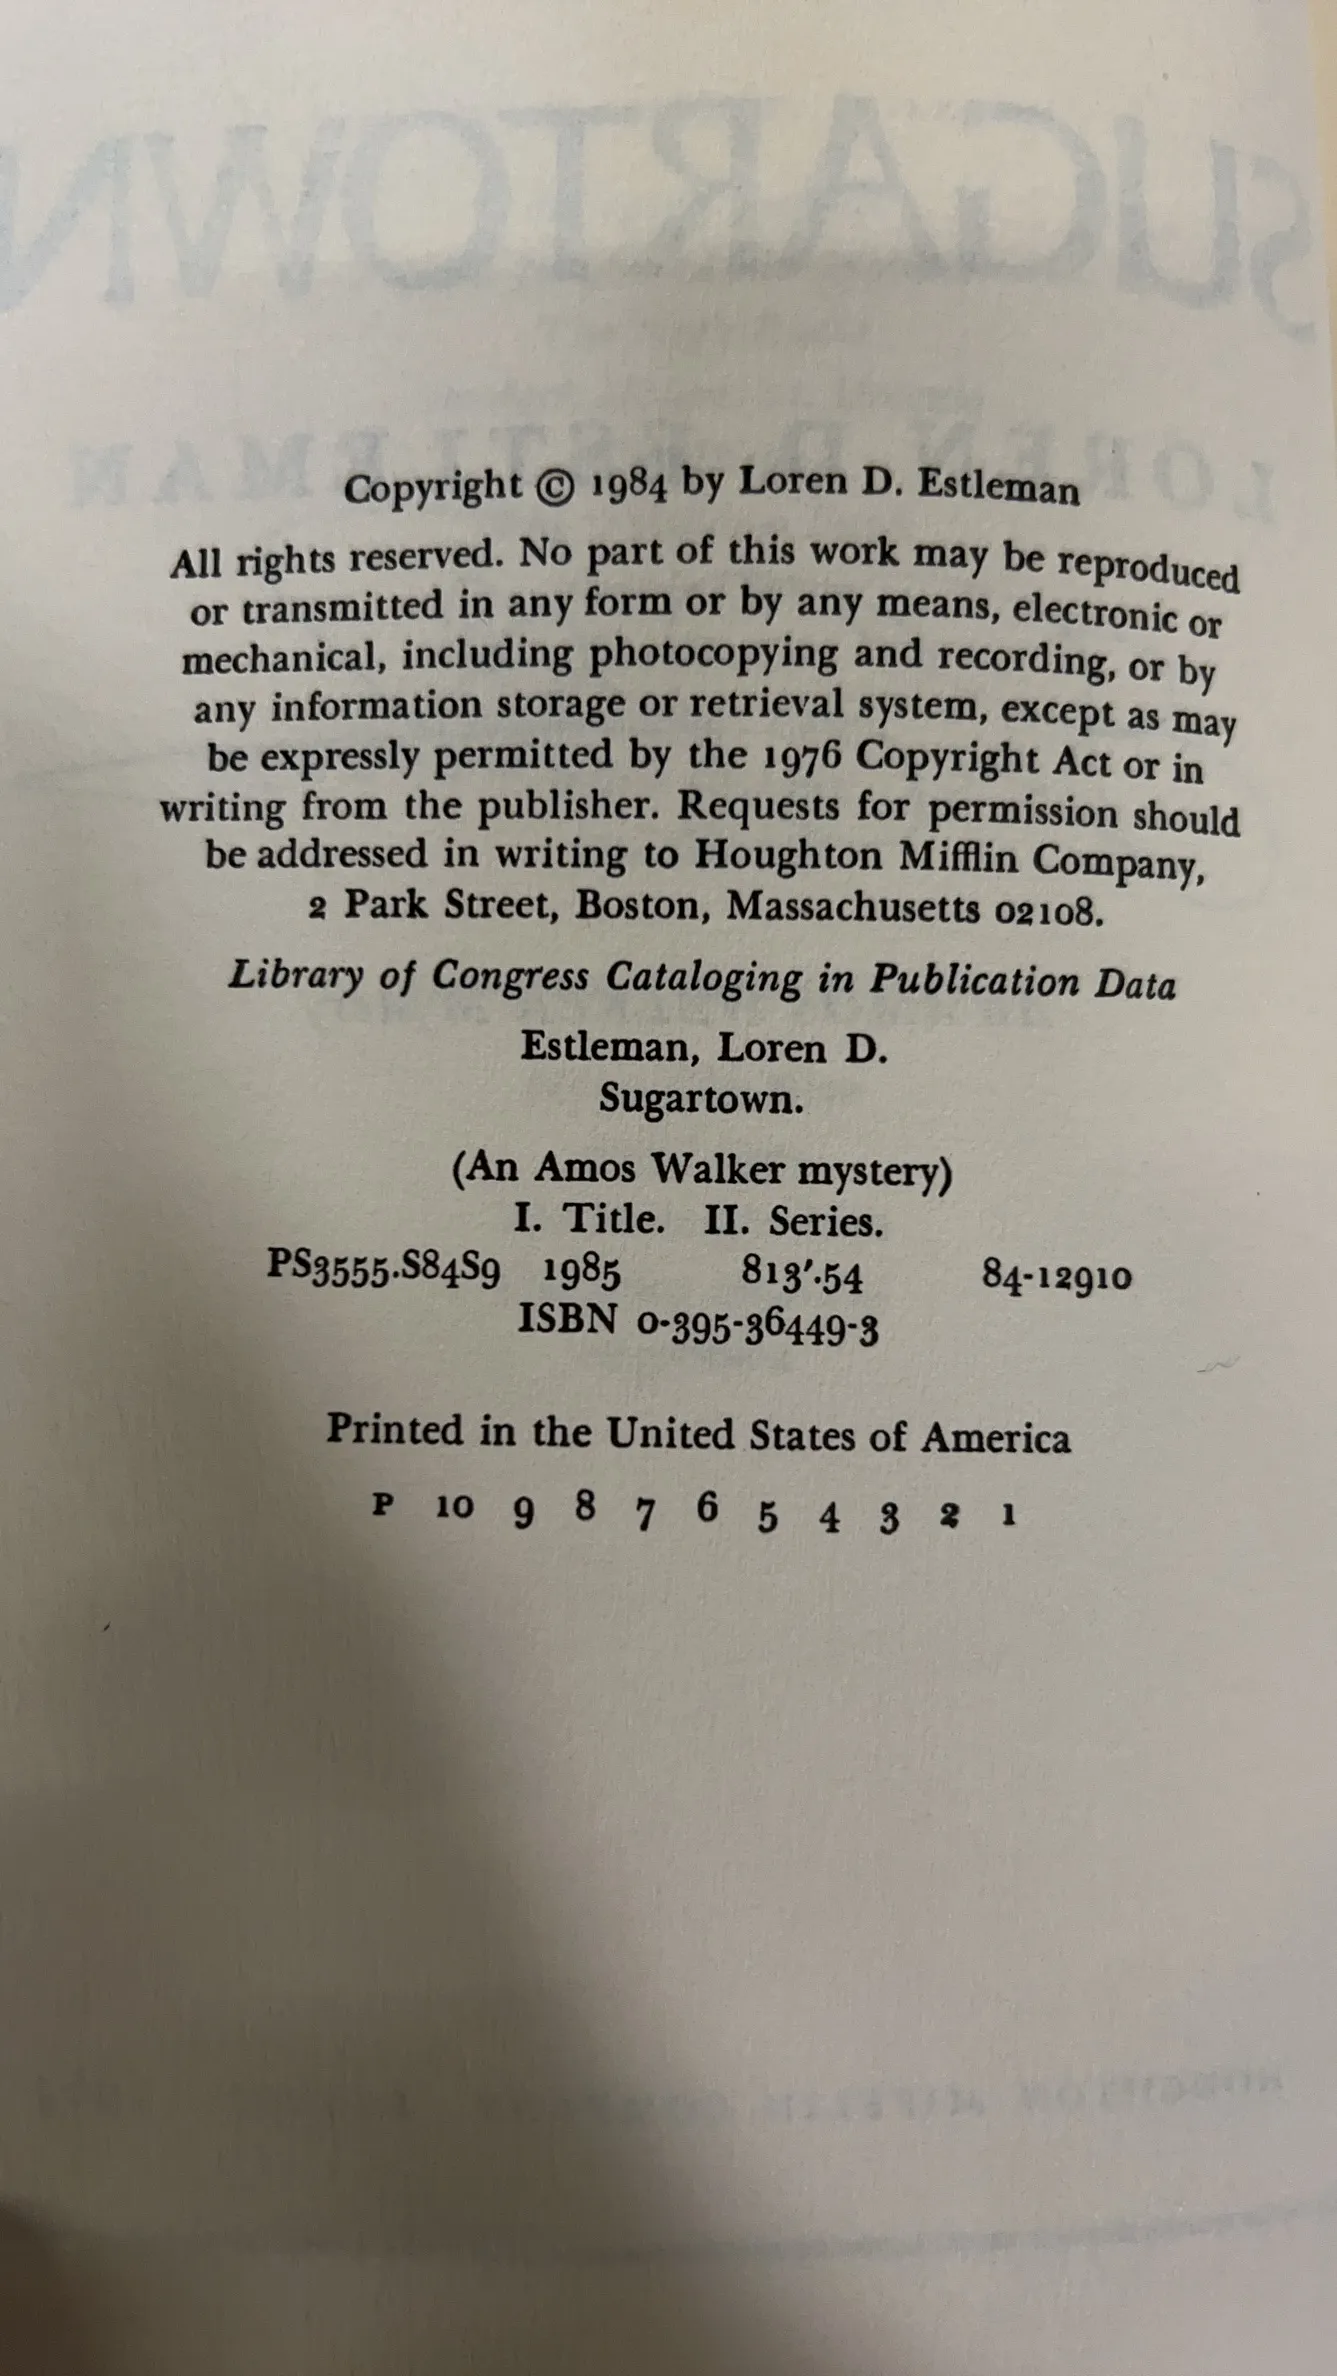 SUGARTOWN
LOREN D. ESTLEMAN
Copyright © 1984 by Loren D. Estleman
All rights reserved. No part of this work may be reproduced
or transmitted in any form or by any means, electronic or
mechanical, including photocopying and recording, or by
any information storage or retrieval system, except as may
be expressly permitted by the 1976 Copyright Act or in
writing from the publisher. Requests for permission should
be addressed in writing to Houghton Mifflin Company,
2 Park Street, Boston, Massachusetts 02108.
Library of Congress Cataloging in Publication Data
Estleman, Loren D.
Sugartown.
(An Amos Walker mystery)
I. Title. II. Series.
PS3555.S84S9 1985 813′.54 84-12910
ISBN 0-395-36449-3
Printed in the United States of America
P 10 9 8 7 6 5 4 3 2 1
HOUGHTON MIFFLIN